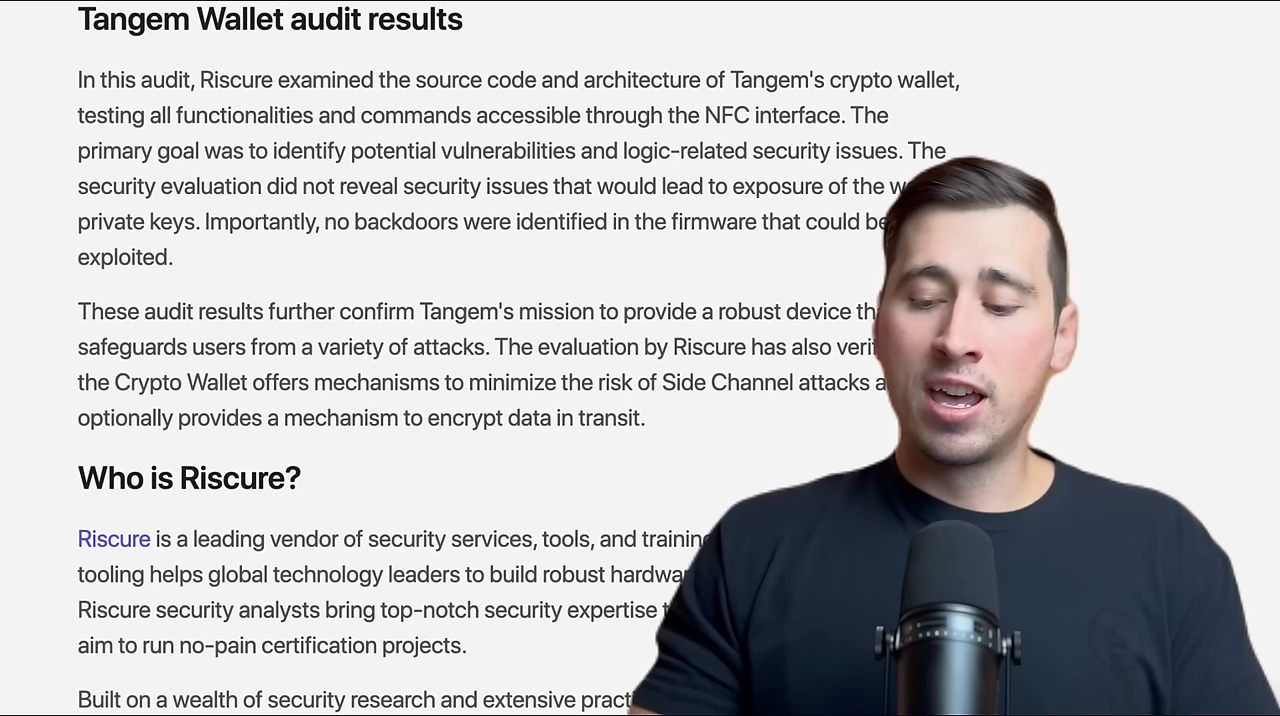 Tangem Wallet audit results
In this audit, Riscure examined the source code and architecture of Tangem's crypto wallet,
testing all functionalities and commands accessible through the NFC interface. The
primary goal was to identify potential vulnerabilities and logic-related security issues. The
security evaluation did not reveal security issues that would lead to exposure of the
private keys. Importantly, no backdoors were identified in the firmware that could be
exploited.
These audit results further confirm Tangem's mission to provide a robust device
safeguards users from a variety of attacks. The evaluation by Riscure has also
the Crypto Wallet offers mechanisms to minimize the risk of Side Channel attacks
optionally provides a mechanism to encrypt data in transit.
Who is Riscure?
Riscure is a leading vendor of security services, tools, and training
tooling helps global technology leaders to build robust
Riscure security analysts bring top-notch security expertise
aim to run no-pain certification projects.
Built on a wealth of security research and extensive